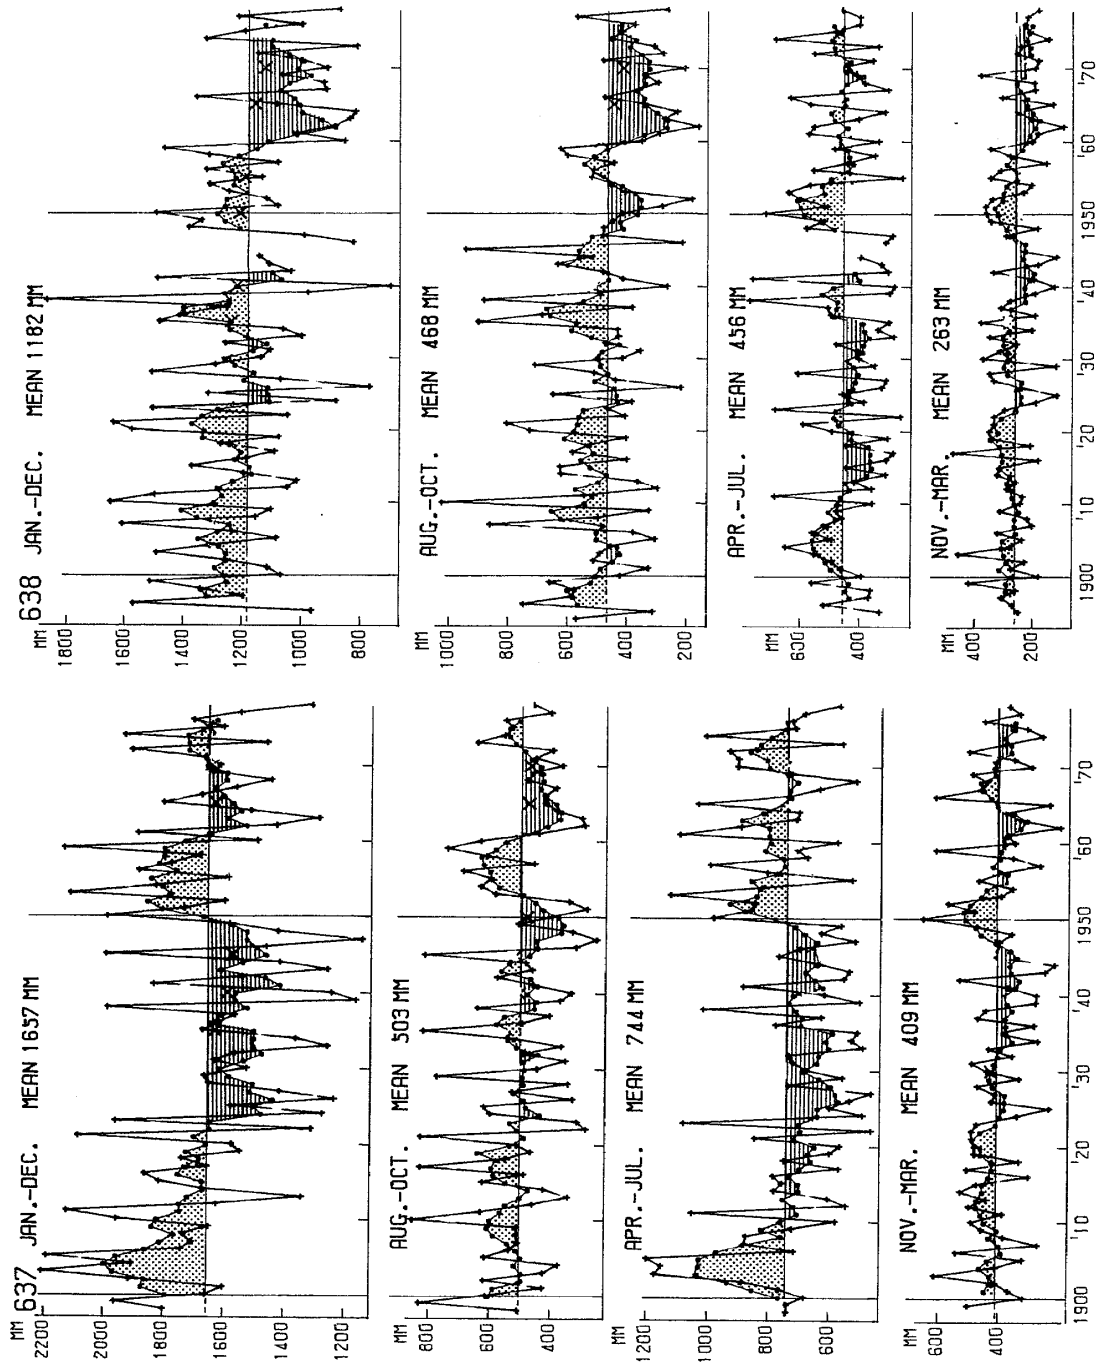 638 JAN.-DEC. MEAN 1182 MM
MM
1800
1600
1400
1200
1000
800
AUG.-OCT. MEAN 468 MM
1000
800
600
400
200
APR.-JUL. MEAN 456 MM
600
400
NOV.-MAR. MEAN 263 MM
400
200
1900 '10 '20 '30 '40 1950 '60 '70
637 JAN.-DEC. MEAN 1657 MM
MM
2200
2000
1800
1600
1400
1200
AUG.-OCT. MEAN 503 MM
MM
800
600
400
APR.-JUL. MEAN 744 MM
MM
1000
800
600
NOV.-MAR. MEAN 409 MM
MM
600
400
1900 '10 '20 '30 '40 1950 '60 '70